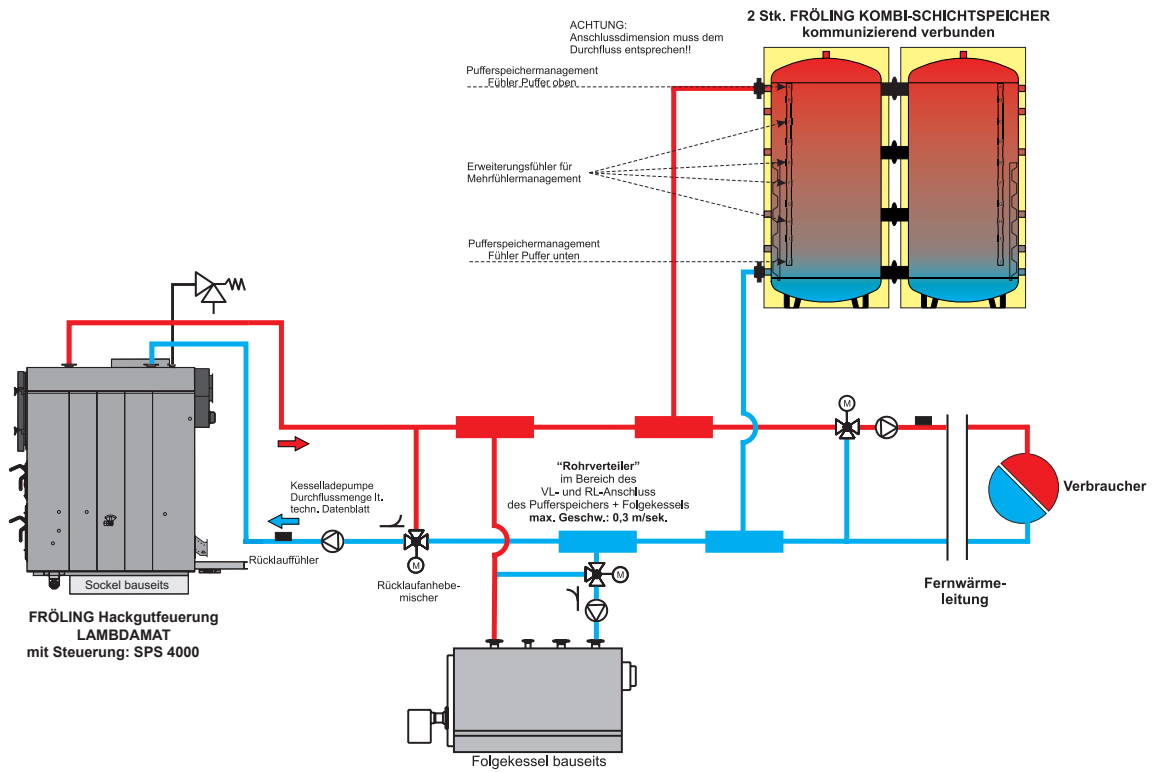 ACHTUNG:
Anschlussdimension muss dem
Durchfluss entsprechen!!
2 Stk. FRÖLING KOMBI-SCHICHTSPEICHER
kommunizierend verbunden
Pufferspeichermanagement
Fühler Puffer oben
Erweiterungsfühler für
Mehrfühlermanagement
Pufferspeichermanagement
Fühler Puffer unten
M
"Rohrverteiler"
im Bereich des
VL- und RL-Anschluss
des Pufferspeichers + Folgekessels
max. Geschw.: 0,3 m/sek.
Verbraucher
Kesselladepumpe
Durchflussmenge lt.
techn. Datenblatt
Rücklauffühler
M
Rücklaufanhebe-
mischer
M
Fernwärme-
leitung
Sockel bauseits
FRÖLING Hackgutfeuerung
LAMBDAMAT
mit Steuerung: SPS 4000
Folgekessel bauseits